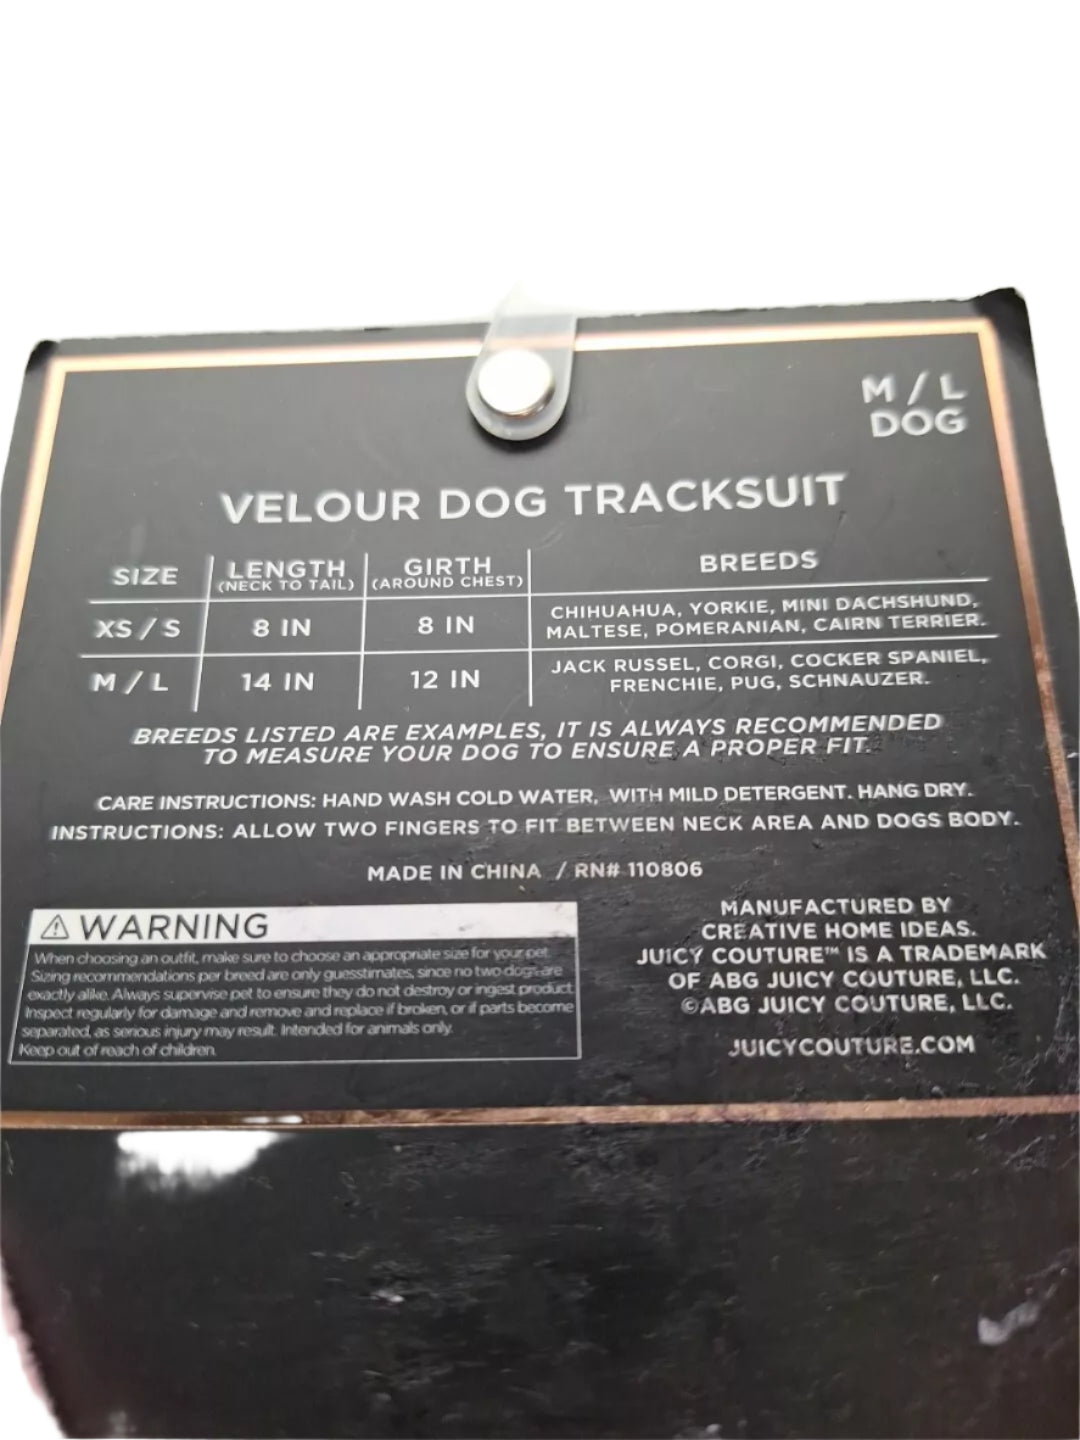 M / L
DOG
VELOUR DOG TRACKSUIT
SIZE LENGTH (NECK TO TAIL) GIRTH (AROUND CHEST) BREEDS
XS / S 8 IN 8 IN CHIHUAHUA, YORKIE, MINI DACHSHUND,
MALTESE, POMERANIAN, CAIRN TERRIER.
M / L 14 IN 12 IN JACK RUSSEL, CORGI, COCKER SPANIEL,
FRENCHIE, PUG, SCHNAUZER.
BREEDS LISTED ARE EXAMPLES, IT IS ALWAYS RECOMMENDED
TO MEASURE YOUR DOG TO ENSURE A PROPER FIT.
CARE INSTRUCTIONS: HAND WASH COLD WATER, WITH MILD DETERGENT. HANG DRY.
INSTRUCTIONS: ALLOW TWO FINGERS TO FIT BETWEEN NECK AREA AND DOGS BODY.
MADE IN CHINA / RN# 110806
WARNING
When choosing an outfit, make sure to choose an appropriate size for your pet.
Sizing recommendations per breed are only guesstimates, since no two dogs are
exactly alike. Always supervise pet to ensure they do not destroy or ingest product.
Inspect regularly for damage and remove and replace if broken, or if parts become
separated, as serious injury may result. Intended for animals only.
Keep out of reach of children.
MANUFACTURED BY
CREATIVE HOME IDEAS.
JUICY COUTURE™ IS A TRADEMARK
OF ABG JUICY COUTURE, LLC.
©ABG JUICY COUTURE, LLC.
JUICYCOUTURE.COM